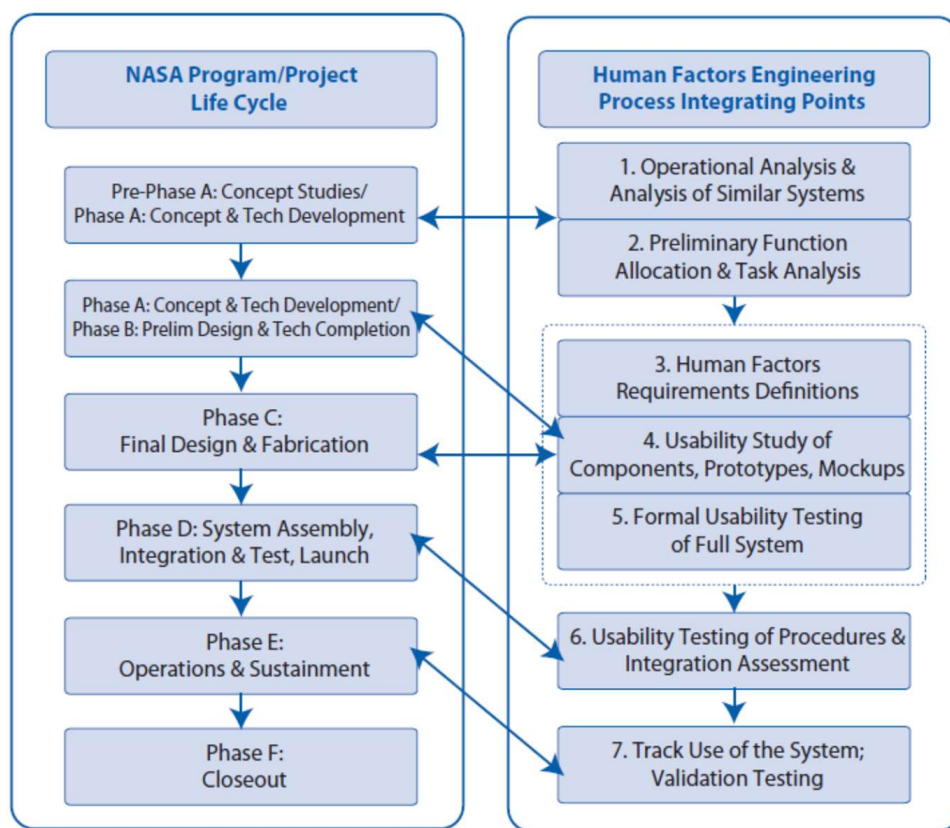 NASA Program/Project
Life Cycle
Pre-Phase A: Concept Studies/
Phase A: Concept & Tech Development
Phase A: Concept & Tech Development/
Phase B: Prelim Design & Tech Completion
Phase C:
Final Design & Fabrication
Phase D: System Assembly,
Integration & Test, Launch
Phase E:
Operations & Sustainment
Phase F:
Closeout
Human Factors Engineering
Process Integrating Points
1. Operational Analysis &
Analysis of Similar Systems
2. Preliminary Function
Allocation & Task Analysis
3. Human Factors
Requirements Definitions
4. Usability Study of
Components, Prototypes, Mockups
5. Formal Usability Testing
of Full System
6. Usability Testing of Procedures &
Integration Assessment
7. Track Use of the System;
Validation Testing